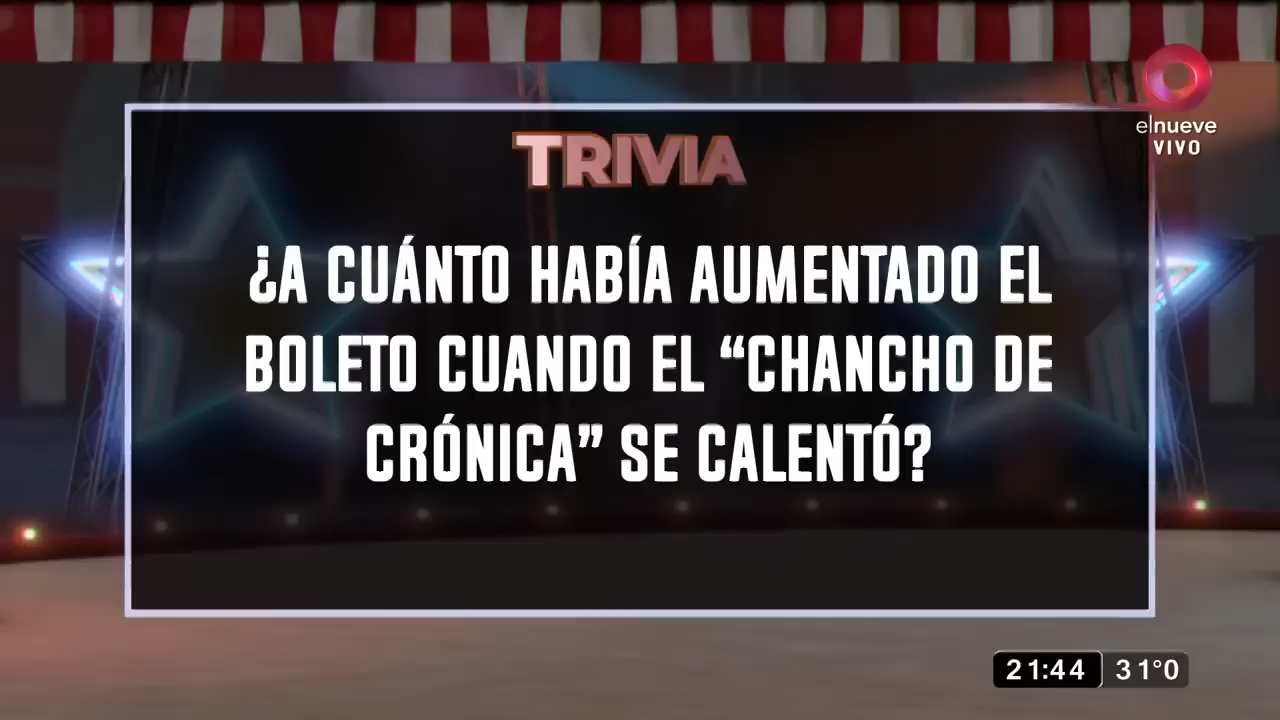 elnueve
VIVO
TRIVIA
¿A CUÁNTO HABÍA AUMENTADO EL
BOLETO CUANDO EL “CHANCHO DE
CRÓNICA” SE CALENTÓ?
21:44 31°0